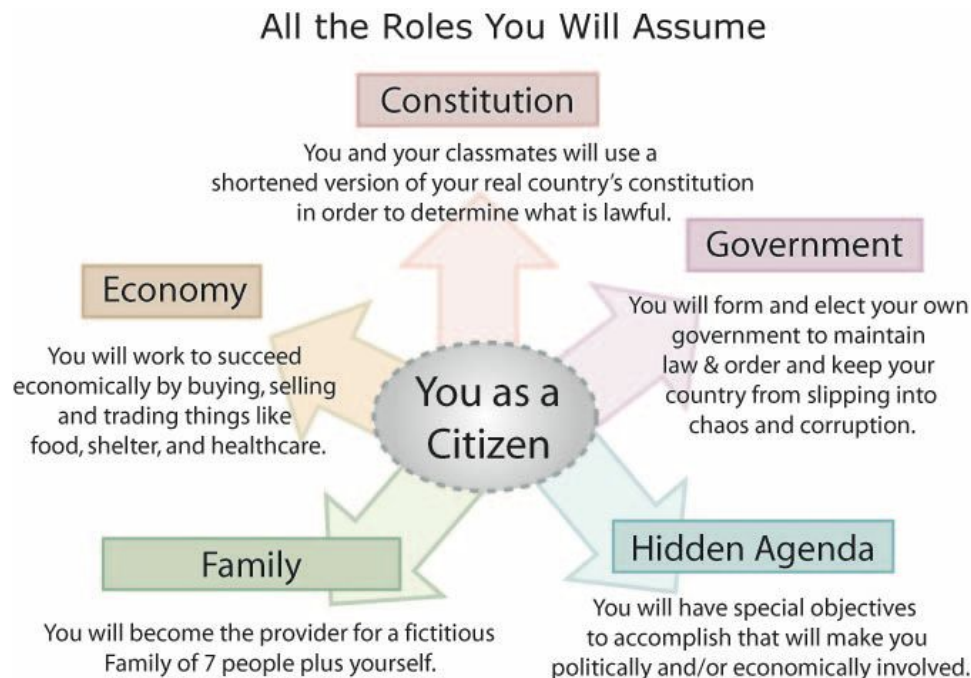 All the Roles You Will Assume
Constitution
You and your classmates will use a
shortened version of your real country's constitution
in order to determine what is lawful.
Government
You will form and elect your own
government to maintain
law & order and keep your
country from slipping into
chaos and corruption.
Economy
You will work to succeed
economically by buying, selling
and trading things like
food, shelter, and healthcare.
You as a
Citizen
Family
You will become the provider for a fictitious
Family of 7 people plus yourself.
Hidden Agenda
You will have special objectives
to accomplish that will make you
politically and/or economically involved.